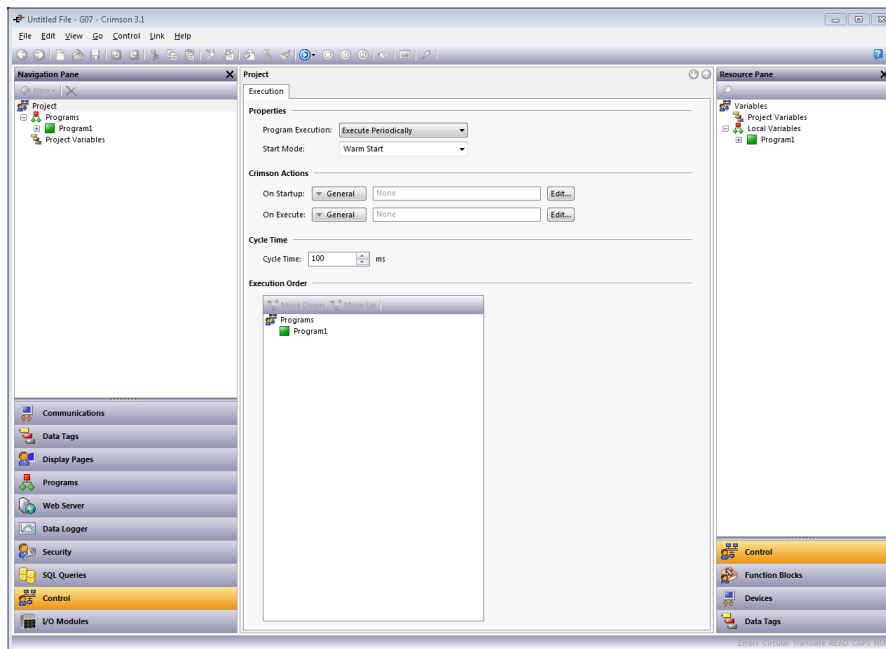 Untitled File - G07 - Crimson 3.1
File Edit View Go Control Link Help
Navigation Pane
New
Project
Programs
Program1
Project Variables
Communications
Data Tags
Display Pages
Programs
Web Server
Data Logger
Security
SQL Queries
Control
I/O Modules
Project
Execution
Properties
Program Execution: Execute Periodically
Start Mode: Warm Start
Crimson Actions
On Startup: General None Edit...
On Execute: General None Edit...
Cycle Time
Cycle Time: 100 ms
Execution Order
Move Down Move Up
Programs
Program1
Resource Pane
Variables
Project Variables
Local Variables
Program1
Control
Function Blocks
Devices
Data Tags
Errors Circular Translate READ CAPS